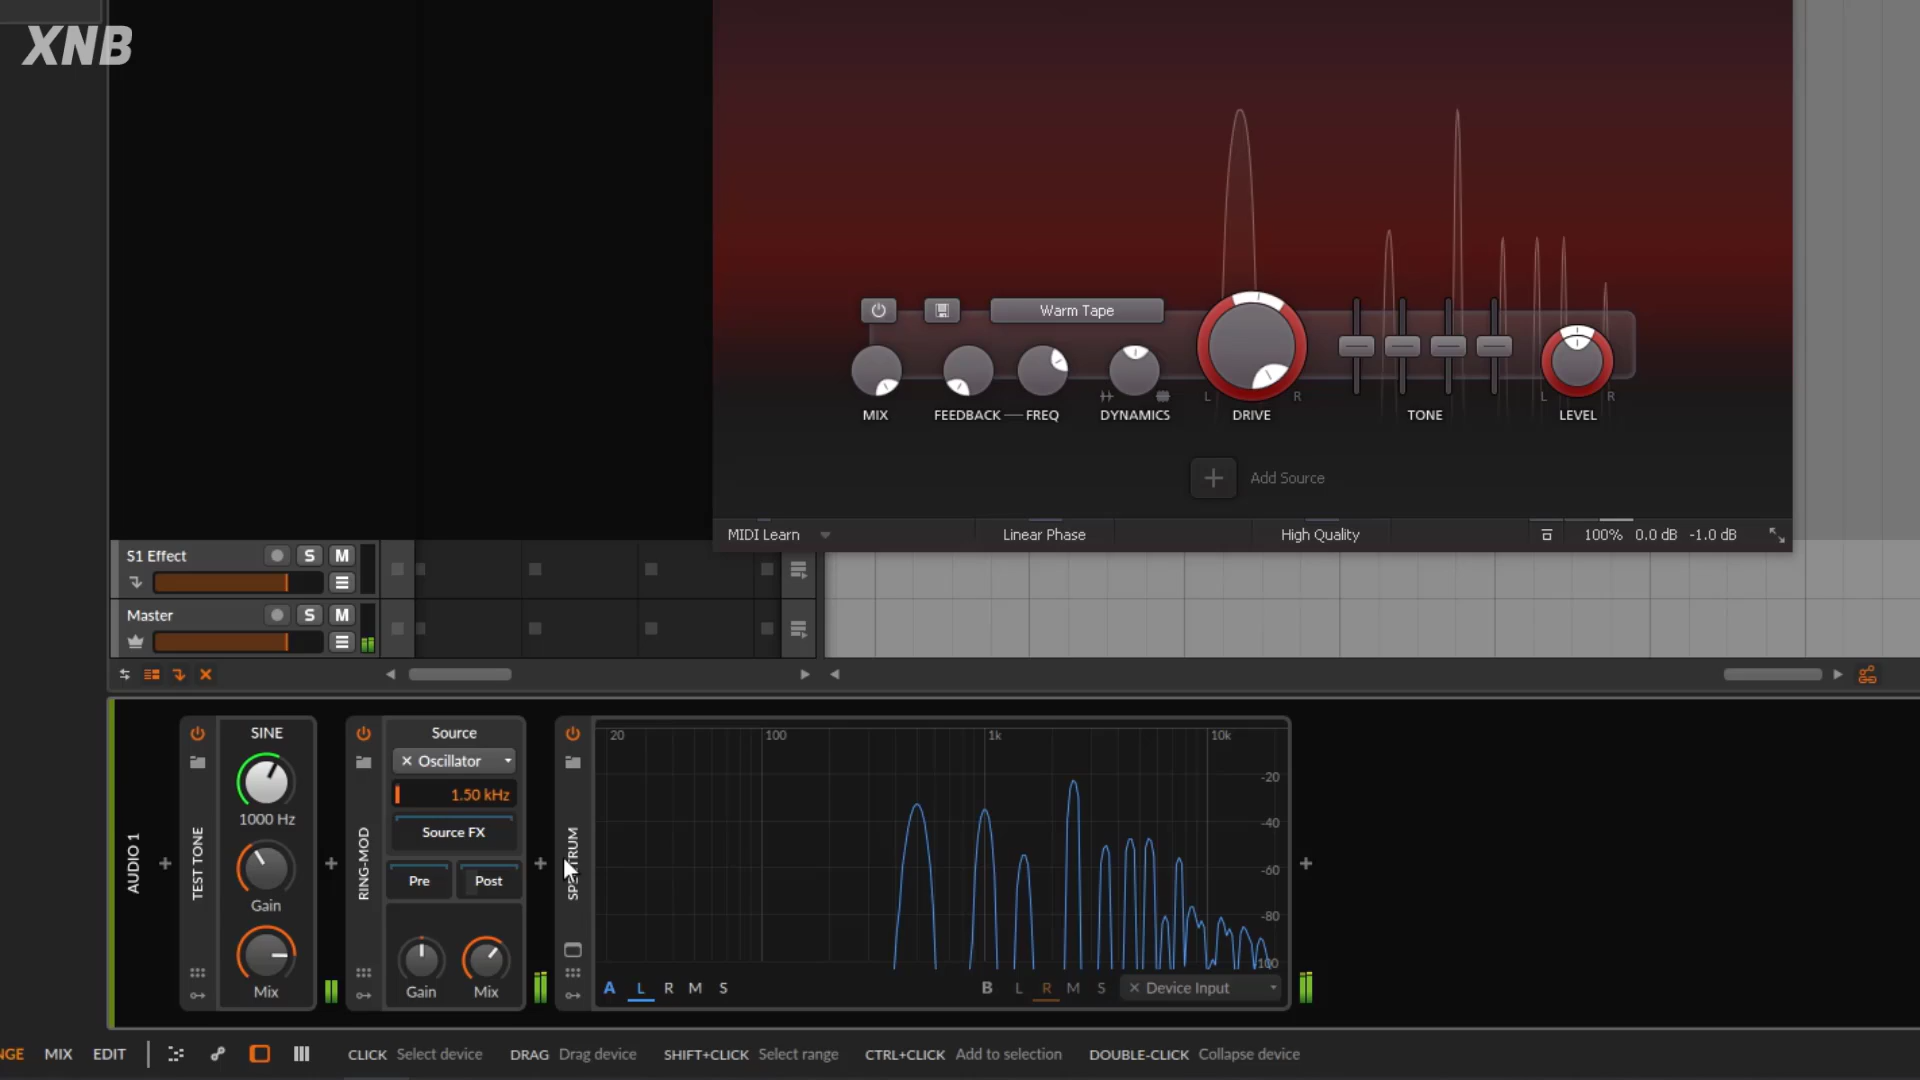 XNB
Warm Tape
MIX
FEEDBACK
FREQ
DYNAMICS
L
R
DRIVE
TONE
L
R
LEVEL
+ Add Source
MIDI Learn
Linear Phase
High Quality
100% 0.0 dB -1.0 dB
S1 Effect
S M
Master
S M
AUDIO 1
TEST TONE
SINE
1000 Hz
Gain
Mix
RING-MOD
Source
× Oscillator
1.50 kHz
Source FX
Pre Post
Gain Mix
20 100 1k 10k
-20
-40
-60
-80
-100
A L R M S
B L R M S × Device Input
NGE MIX EDIT
CLICK Select device DRAG Drag device SHIFT+CLICK Select range CTRL+CLICK Add to selection DOUBLE-CLICK Collapse device